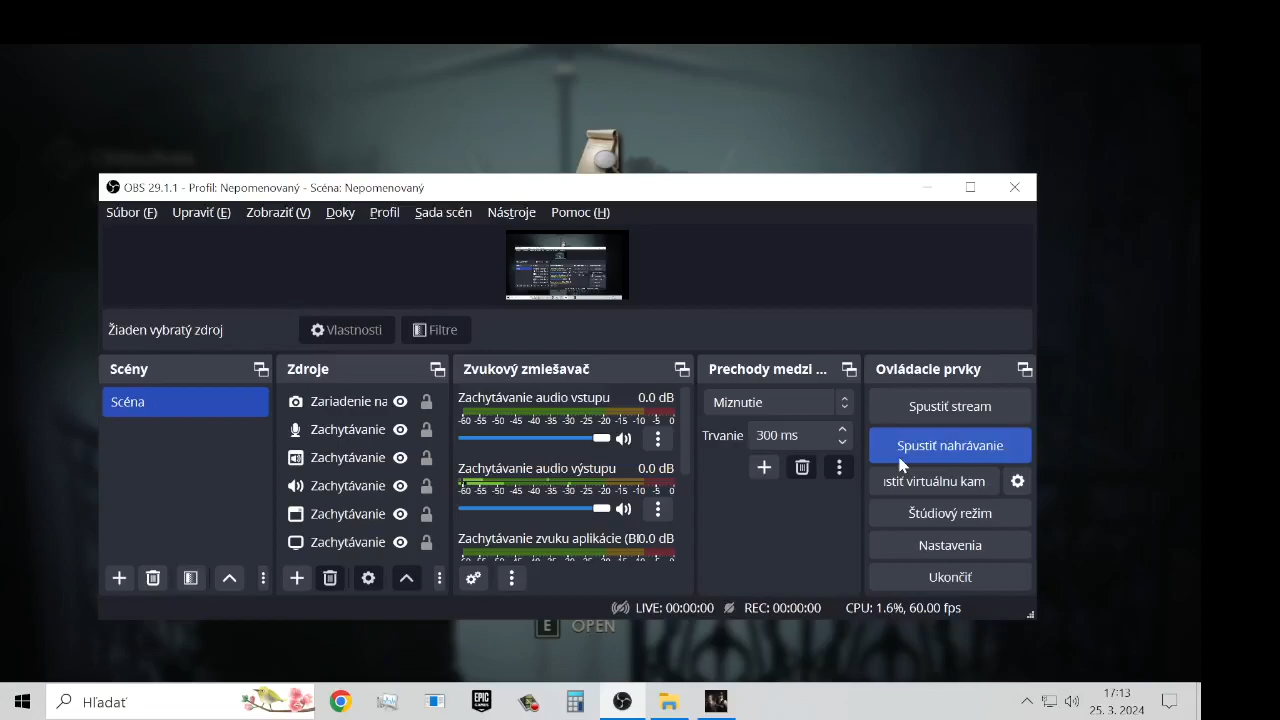 OBS 29.1.1 - Profil: Nepomenovaný - Scéna: Nepomenovaný
Súbor (F) Upraviť (E) Zobraziť (V) Doky Profil Sada scén Nástroje Pomoc (H)
Žiaden vybratý zdroj Vlastnosti Filtre
Scény
Scéna
Zdroje
Zariadenie na
Zachytávanie
Zachytávanie
Zachytávanie
Zachytávanie
Zachytávanie
Zvukový zmiešavač
Zachytávanie audio vstupu 0.0 dB
-60 -55 -50 -45 -40 -35 -30 -25 -20 -15 -10 -5 0
Zachytávanie audio výstupu 0.0 dB
-60 -55 -50 -45 -40 -35 -30 -25 -20 -15 -10 -5 0
Zachytávanie zvuku aplikácie 0.0 dB
Prechody medzi ...
Miznutie
Trvanie 300 ms
Ovládacie prvky
Spustiť stream
Spustiť nahrávanie
ıstiť virtuálnu kam
Štúdiový režim
Nastavenia
Ukončiť
LIVE: 00:00:00 REC: 00:00:00 CPU: 1.6%, 60.00 fps
E OPEN
Hľadať
EPIC
GAMES
17:13
25. 3. 2024